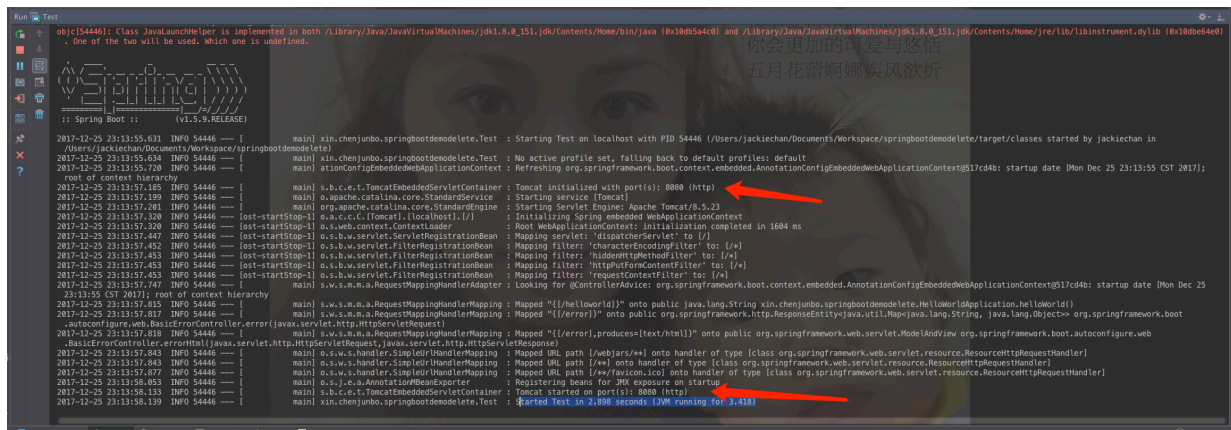 Run Test
objc[54446]: Class JavaLaunchHelper is implemented in both /Library/Java/JavaVirtualMachines/jdk1.8.0_151.jdk/Contents/Home/bin/java (0x10db5a4c0) and /Library/Java/JavaVirtualMachines/jdk1.8.0_151.jdk/Contents/Home/jre/lib/libinstrument.dylib (0x10dbe64e0)
. One of the two will be used. Which one is undefined.
你会更加的可爱与悠恬
五月花蕾婀娜疾风欲折
:: Spring Boot :: (v1.5.9.RELEASE)
2017-12-25 23:13:55.631 INFO 54446 --- [ main] xin.chenjunbo.springbootdemodelete.Test : Starting Test on localhost with PID 54446 (/Users/jackiechan/Documents/Workspace/springbootdemodelete/target/classes started by jackiechan in
/Users/jackiechan/Documents/Workspace/springbootdemodelete)
2017-12-25 23:13:55.634 INFO 54446 --- [ main] xin.chenjunbo.springbootdemodelete.Test : No active profile set, falling back to default profiles: default
2017-12-25 23:13:55.720 INFO 54446 --- [ main] ationConfigEmbeddedWebApplicationContext : Refreshing org.springframework.boot.context.embedded.AnnotationConfigEmbeddedWebApplicationContext@517cd4b: startup date [Mon Dec 25 23:13:55 CST 2017];
root of context hierarchy
2017-12-25 23:13:57.185 INFO 54446 --- [ main] s.b.c.e.t.TomcatEmbeddedServletContainer : Tomcat initialized with port(s): 8080 (http)
2017-12-25 23:13:57.199 INFO 54446 --- [ main] o.apache.catalina.core.StandardService : Starting service [Tomcat]
2017-12-25 23:13:57.201 INFO 54446 --- [ main] org.apache.catalina.core.StandardEngine : Starting Servlet Engine: Apache Tomcat/8.5.23
2017-12-25 23:13:57.320 INFO 54446 --- [ost-startStop-1] o.a.c.c.C.[Tomcat].[localhost].[/] : Initializing Spring embedded WebApplicationContext
2017-12-25 23:13:57.320 INFO 54446 --- [ost-startStop-1] o.s.web.context.ContextLoader : Root WebApplicationContext: initialization completed in 1604 ms
2017-12-25 23:13:57.447 INFO 54446 --- [ost-startStop-1] o.s.b.w.servlet.ServletRegistrationBean : Mapping servlet: 'dispatcherServlet' to [/]
2017-12-25 23:13:57.452 INFO 54446 --- [ost-startStop-1] o.s.b.w.servlet.FilterRegistrationBean : Mapping filter: 'characterEncodingFilter' to: [/*]
2017-12-25 23:13:57.453 INFO 54446 --- [ost-startStop-1] o.s.b.w.servlet.FilterRegistrationBean : Mapping filter: 'hiddenHttpMethodFilter' to: [/*]
2017-12-25 23:13:57.453 INFO 54446 --- [ost-startStop-1] o.s.b.w.servlet.FilterRegistrationBean : Mapping filter: 'httpPutFormContentFilter' to: [/*]
2017-12-25 23:13:57.453 INFO 54446 --- [ost-startStop-1] o.s.b.w.servlet.FilterRegistrationBean : Mapping filter: 'requestContextFilter' to: [/*]
2017-12-25 23:13:57.747 INFO 54446 --- [ main] s.w.s.m.m.a.RequestMappingHandlerAdapter : Looking for @ControllerAdvice: org.springframework.boot.context.embedded.AnnotationConfigEmbeddedWebApplicationContext@517cd4b: startup date [Mon Dec 25
23:13:55 CST 2017]; root of context hierarchy
2017-12-25 23:13:57.815 INFO 54446 --- [ main] s.w.s.m.m.a.RequestMappingHandlerMapping : Mapped "{[/helloworld]}" onto public java.lang.String xin.chenjunbo.springbootdemodelete.HelloWorldApplication.helloWorld()
2017-12-25 23:13:57.817 INFO 54446 --- [ main] s.w.s.m.m.a.RequestMappingHandlerMapping : Mapped "{[/error]}" onto public org.springframework.http.ResponseEntity<java.util.Map<java.lang.String, java.lang.Object>> org.springframework.boot
.autoconfigure.web.BasicErrorController.error(javax.servlet.http.HttpServletRequest)
2017-12-25 23:13:57.818 INFO 54446 --- [ main] s.w.s.m.m.a.RequestMappingHandlerMapping : Mapped "{[/error],produces=[text/html]}" onto public org.springframework.web.servlet.ModelAndView org.springframework.boot.autoconfigure.web
.BasicErrorController.errorHtml(javax.servlet.http.HttpServletRequest,javax.servlet.http.HttpServletResponse)
2017-12-25 23:13:57.843 INFO 54446 --- [ main] o.s.w.s.handler.SimpleUrlHandlerMapping : Mapped URL path [/webjars/**] onto handler of type [class org.springframework.web.servlet.resource.ResourceHttpRequestHandler]
2017-12-25 23:13:57.843 INFO 54446 --- [ main] o.s.w.s.handler.SimpleUrlHandlerMapping : Mapped URL path [/**] onto handler of type [class org.springframework.web.servlet.resource.ResourceHttpRequestHandler]
2017-12-25 23:13:57.877 INFO 54446 --- [ main] o.s.w.s.handler.SimpleUrlHandlerMapping : Mapped URL path [/**/favicon.ico] onto handler of type [class org.springframework.web.servlet.resource.ResourceHttpRequestHandler]
2017-12-25 23:13:58.053 INFO 54446 --- [ main] o.s.j.e.a.AnnotationMBeanExporter : Registering beans for JMX exposure on startup
2017-12-25 23:13:58.133 INFO 54446 --- [ main] s.b.c.e.t.TomcatEmbeddedServletContainer : Tomcat started on port(s): 8080 (http)
2017-12-25 23:13:58.139 INFO 54446 --- [ main] xin.chenjunbo.springbootdemodelete.Test : Started Test in 2.898 seconds (JVM running for 3.418)